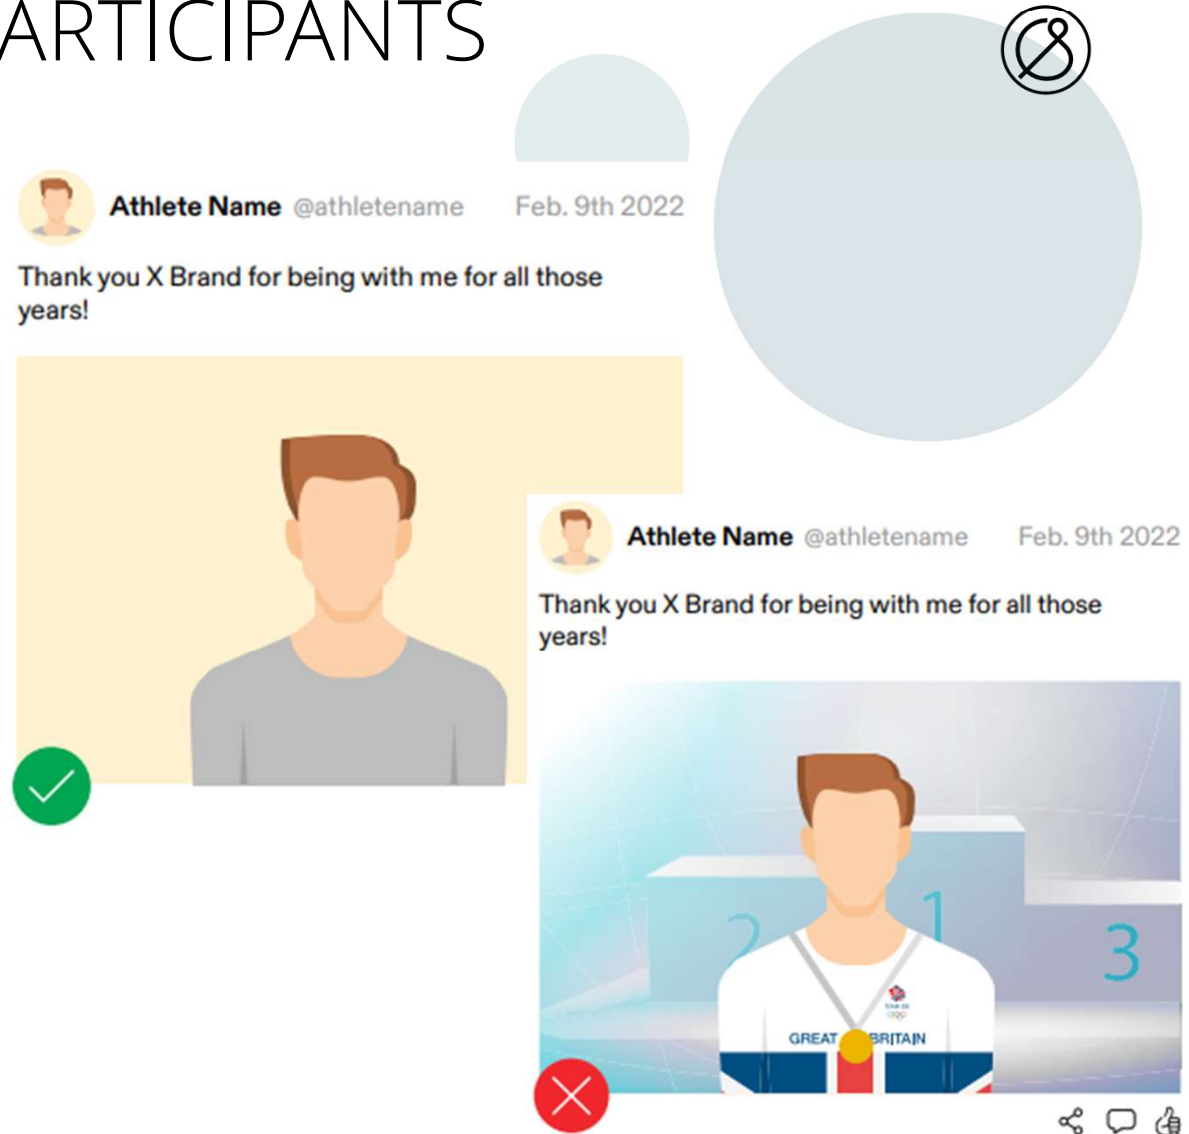 ARTICIPANTS
Athlete Name @athletename Feb. 9th 2022
Thank you X Brand for being with me for all those
years!
Athlete Name @athletename Feb. 9th 2022
Thank you X Brand for being with me for all those
years!
2
1
3
TEAM GB
GREAT BRITAIN